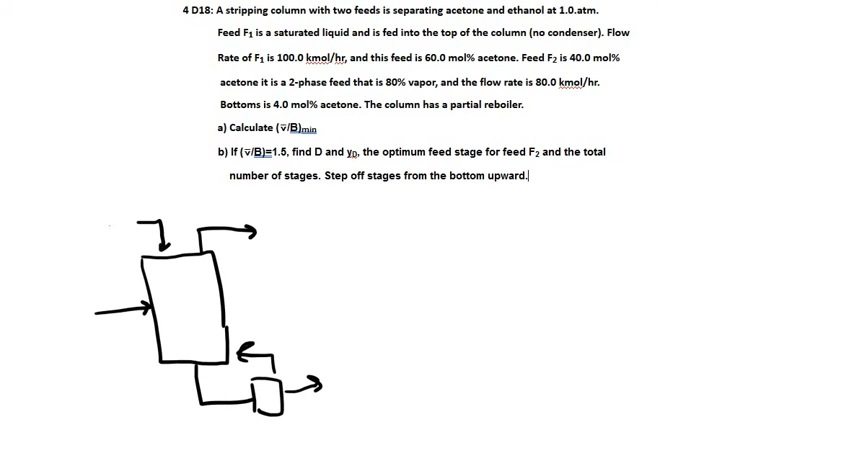 4 D18: A stripping column with two feeds is separating acetone and ethanol at 1.0.atm.
Feed F₁ is a saturated liquid and is fed into the top of the column (no condenser). Flow
Rate of F₁ is 100.0 kmol/hr, and this feed is 60.0 mol% acetone. Feed F₂ is 40.0 mol%
acetone it is a 2-phase feed that is 80% vapor, and the flow rate is 80.0 kmol/hr.
Bottoms is 4.0 mol% acetone. The column has a partial reboiler.
a) Calculate (v̅/B)min
b) If (v̅/B)=1.5, find D and yD, the optimum feed stage for feed F₂ and the total
number of stages. Step off stages from the bottom upward.